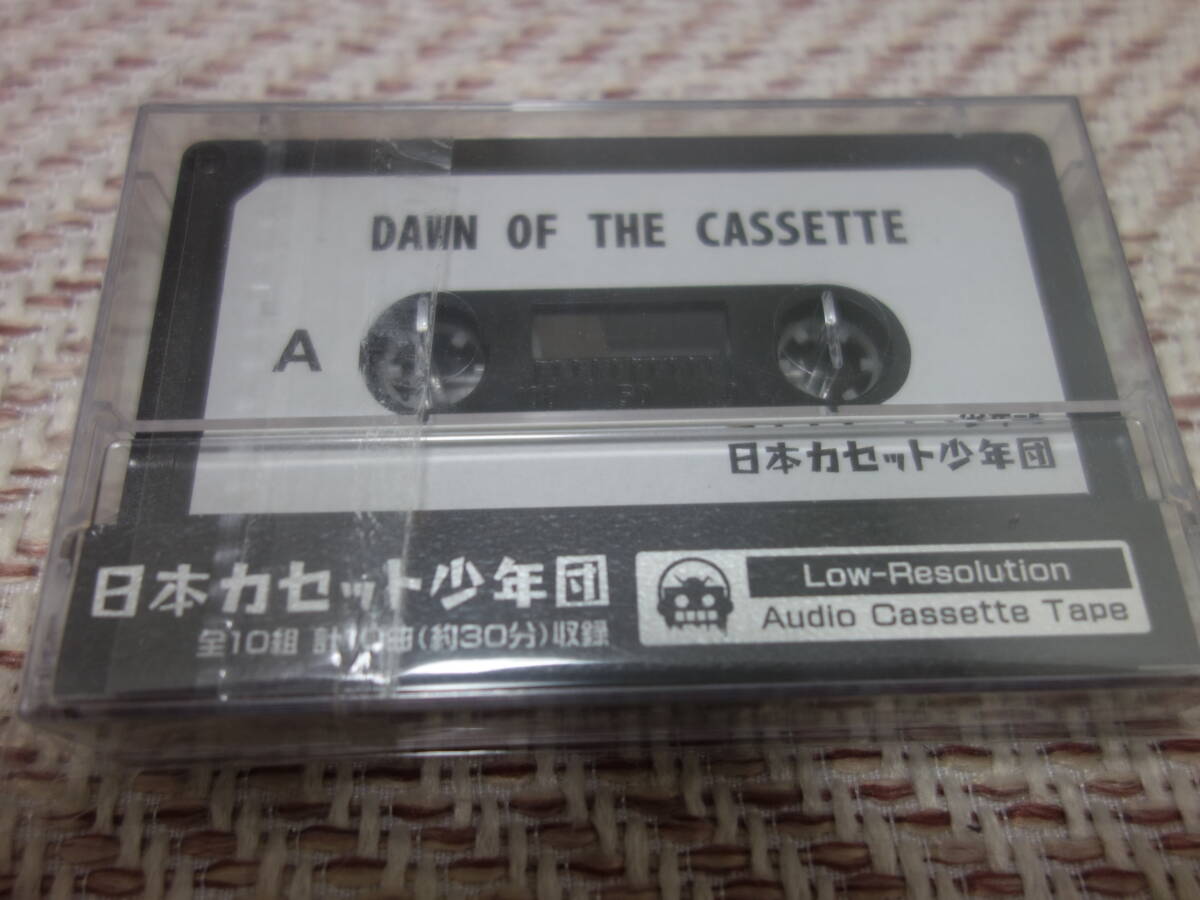 DAWN OF THE CASSETTE
A
日本カセット少年団
日本カセット少年団
全10組 計10曲(約30分)収録
Low-Resolution
Audio Cassette Tape